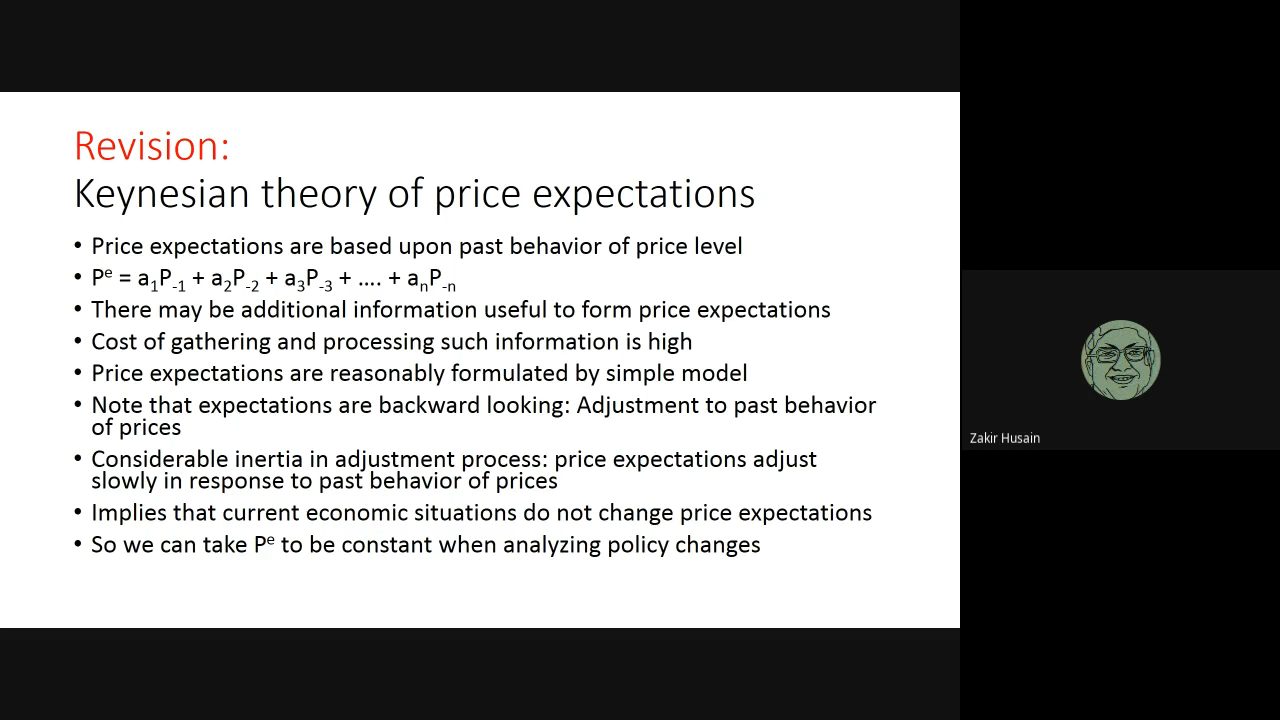 Revision:
Keynesian theory of price expectations
• Price expectations are based upon past behavior of price level
• Pᵉ = a₁P₋₁ + a₂P₋₂ + a₃P₋₃ + .... + aₙP₋ₙ
• There may be additional information useful to form price expectations
• Cost of gathering and processing such information is high
• Price expectations are reasonably formulated by simple model
• Note that expectations are backward looking: Adjustment to past behavior
of prices
• Considerable inertia in adjustment process: price expectations adjust
slowly in response to past behavior of prices
• Implies that current economic situations do not change price expectations
• So we can take Pᵉ to be constant when analyzing policy changes
Zakir Husain